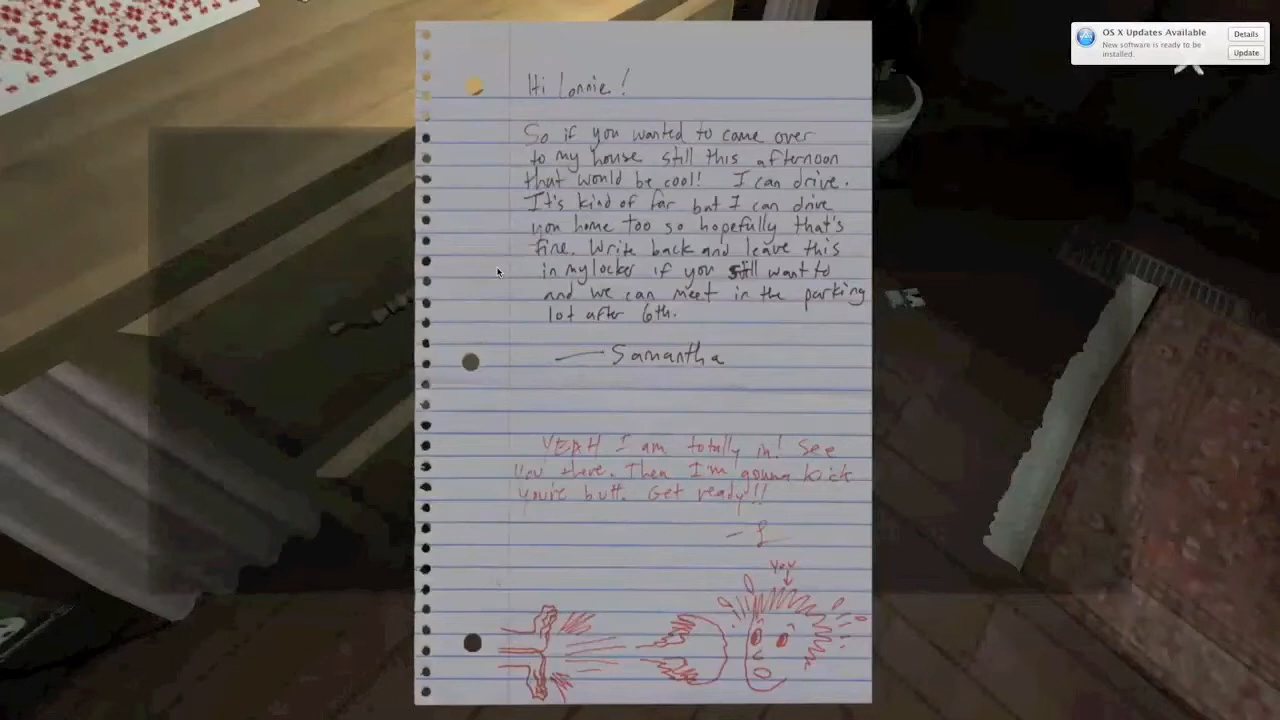 OS X Updates Available
New software is ready to be
installed.
Details
Update
Hi Lonnie!
So if you wanted to come over
to my house still this afternoon
that would be cool! I can drive.
It's kind of far but I can drive
you home too so hopefully that's
fine. Write back and leave this
in my locker if you still want to
and we can meet in the parking
lot after 6th.
— Samantha
YEAH I am totally in! See
you there. Then I'm gonna kick
you're butt. Get ready!!
- L
you